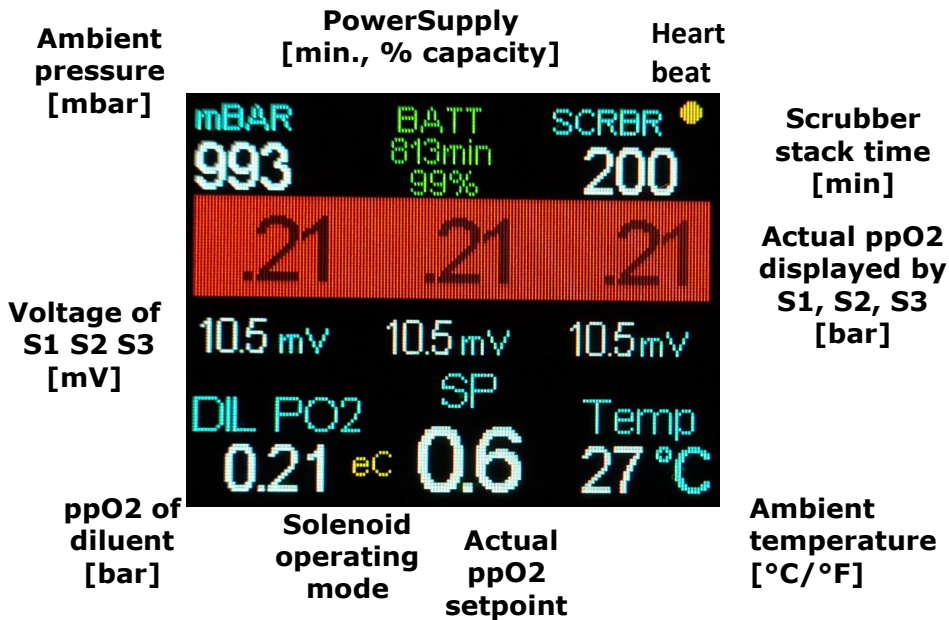 PowerSupply
[min., % capacity]
Ambient
pressure
[mbar]
Heart
beat
mBAR BATT SCRBR
993 813min 200
99%
Scrubber
stack time
[min]
.21 .21 .21
Actual ppO2
displayed by
S1, S2, S3
[bar]
Voltage of
S1 S2 S3
[mV]
10.5 mV 10.5 mV 10.5 mV
DIL PO2 SP Temp
0.21 eC 0.6 27 °C
ppO2 of
diluent
[bar]
Solenoid
operating
mode
Actual
ppO2
setpoint
Ambient
temperature
[°C/°F]